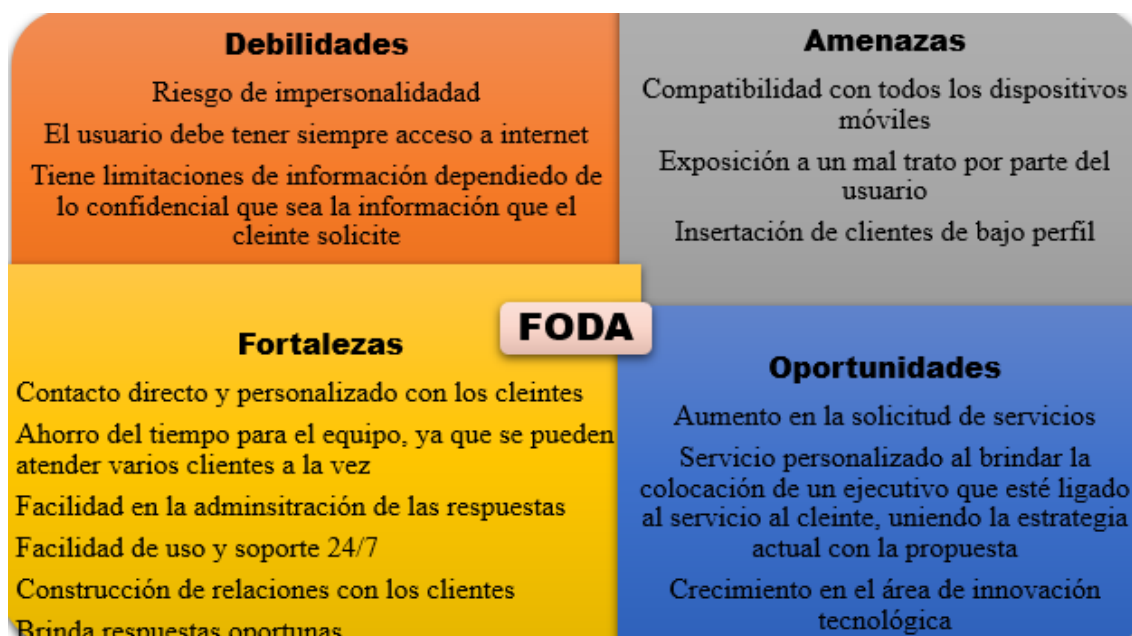 Debilidades
Riesgo de impersonalidadad
El usuario debe tener siempre acceso a internet
Tiene limitaciones de información dependiedo de
lo confidencial que sea la información que el
cleinte solicite
Amenazas
Compatibilidad con todos los dispositivos
móviles
Exposición a un mal trato por parte del
usuario
Insertación de clientes de bajo perfil
FODA
Fortalezas
Contacto directo y personalizado con los cleintes
Ahorro del tiempo para el equipo, ya que se pueden
atender varios clientes a la vez
Facilidad en la adminsitración de las respuestas
Facilidad de uso y soporte 24/7
Construcción de relaciones con los clientes
Brinda respuestas oportunas
Oportunidades
Aumento en la solicitud de servicios
Servicio personalizado al brindar la
colocación de un ejecutivo que esté ligado
al servicio al cleinte, uniendo la estrategia
actual con la propuesta
Crecimiento en el área de innovación
tecnológica